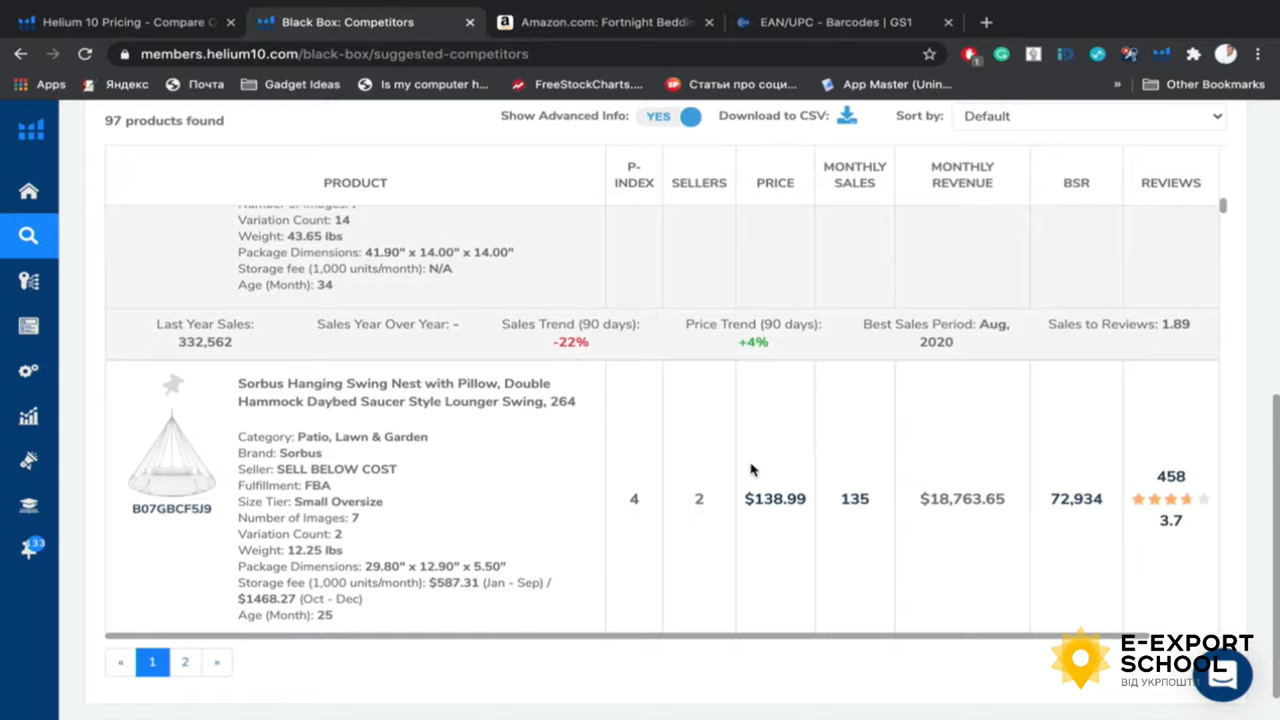 Helium 10 Pricing - Compare O
Black Box: Competitors
Amazon.com: Fortnight Beddin
EAN/UPC – Barcodes | GS1
members.helium10.com/black-box/suggested-competitors
Apps
Яндекс
Почта
Gadget Ideas
Is my computer h...
FreeStockCharts....
Статьи про соци...
App Master (Unin...
»
Other Bookmarks
97 products found
Show Advanced Info: YES
Download to CSV:
Sort by: Default
PRODUCT
P-INDEX
SELLERS
PRICE
MONTHLY SALES
MONTHLY REVENUE
BSR
REVIEWS
Variation Count: 14
Weight: 43.65 lbs
Package Dimensions: 41.90" x 14.00" x 14.00"
Storage fee (1,000 units/month): N/A
Age (Month): 34
Last Year Sales: 332,562
Sales Year Over Year: -
Sales Trend (90 days): -22%
Price Trend (90 days): +4%
Best Sales Period: Aug, 2020
Sales to Reviews: 1.89
Sorbus Hanging Swing Nest with Pillow, Double
Hammock Daybed Saucer Style Lounger Swing, 264
Category: Patio, Lawn & Garden
Brand: Sorbus
Seller: SELL BELOW COST
Fulfillment: FBA
Size Tier: Small Oversize
Number of Images: 7
Variation Count: 2
Weight: 12.25 lbs
Package Dimensions: 29.80" x 12.90" x 5.50"
Storage fee (1,000 units/month): $587.31 (Jan - Sep) /
$1468.27 (Oct - Dec)
Age (Month): 25
B07GBCF5J9
4
2
$138.99
135
$18,763.65
72,934
458
3.7
133
« 1 2 »
E-EXPORT
SCHOOL
ВІД УКРПОШТИ